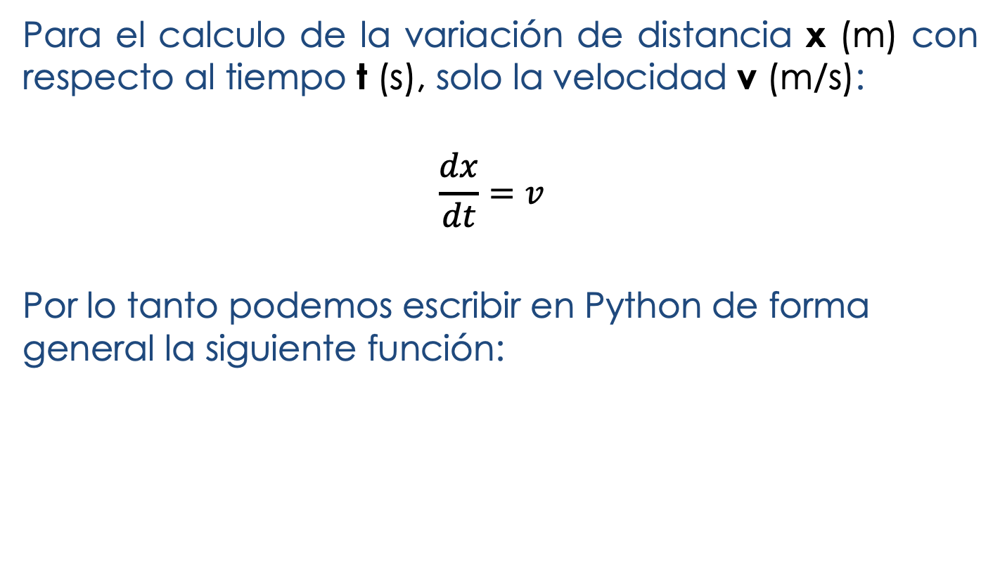 Para el calculo de la variación de distancia x (m) con
respecto al tiempo t (s), solo la velocidad v (m/s):
dx/dt = v
Por lo tanto podemos escribir en Python de forma
general la siguiente función: